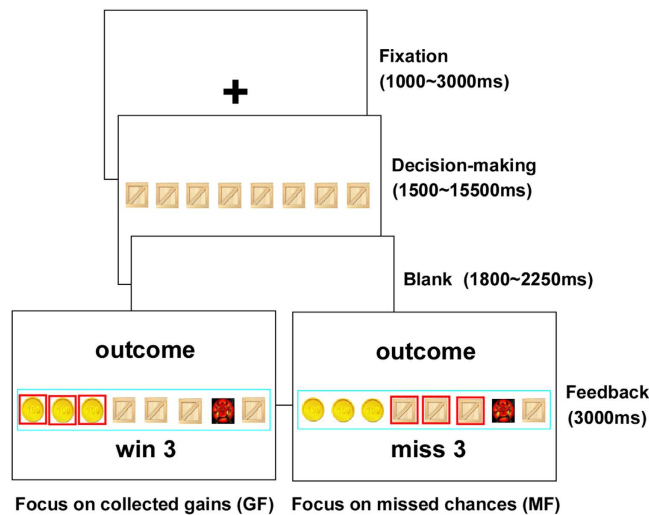 Fixation
(1000~3000ms)
+
Decision-making
(1500~15500ms)
Blank (1800~2250ms)
outcome
win 3
outcome
miss 3
Feedback
(3000ms)
Focus on collected gains (GF)
Focus on missed chances (MF)